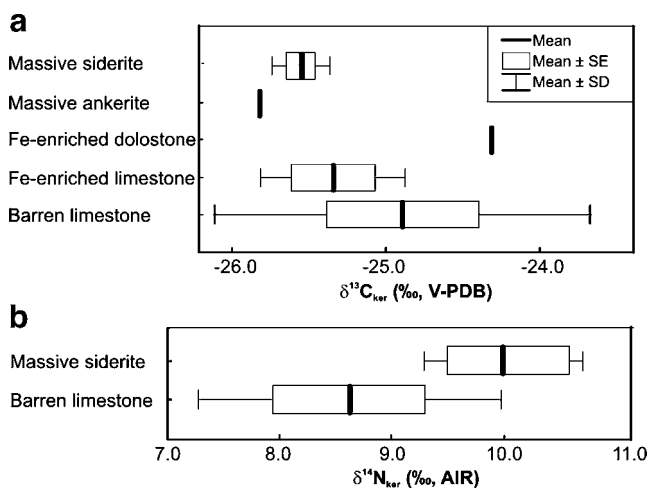 a
Mean
Mean ± SE
Mean ± SD
Massive siderite
Massive ankerite
Fe-enriched dolostone
Fe-enriched limestone
Barren limestone
-26.0 -25.0 -24.0
δ¹³Cₖₑᵣ (‰, V-PDB)
b
Massive siderite
Barren limestone
7.0 8.0 9.0 10.0 11.0
δ¹⁴Nₖₑᵣ (‰, AIR)